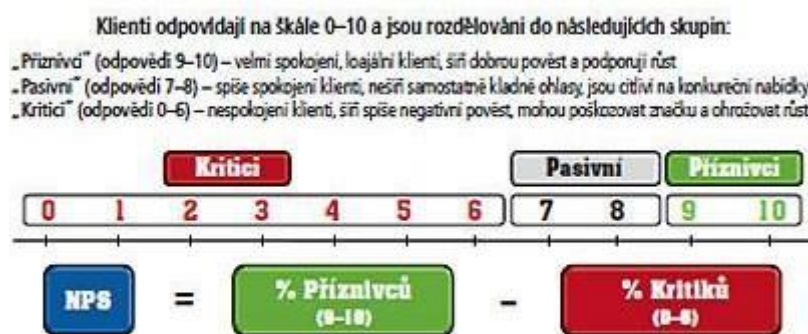 Klienti odpovídají na škále 0–10 a jsou rozdělováni do následujících skupin:
„Příznivci“ (odpovědi 9–10) – velmi spokojení, loajální klienti, šíří dobrou pověst a podporují růst
„Pasivní“ (odpovědi 7–8) – spíše spokojení klienti, nešíří samostatně kladné ohlasy, jsou citliví na konkureční nabídky
„Kritici“ (odpovědi 0–6) – nespokojení klienti, šíří spíše negativní pověst, mohou poškozovat značku a ohrožovat růst
Kritici Pasivní Příznivci
0 1 2 3 4 5 6 7 8 9 10
NPS = % Příznivců - % Kritiků
(9–10) (0–6)